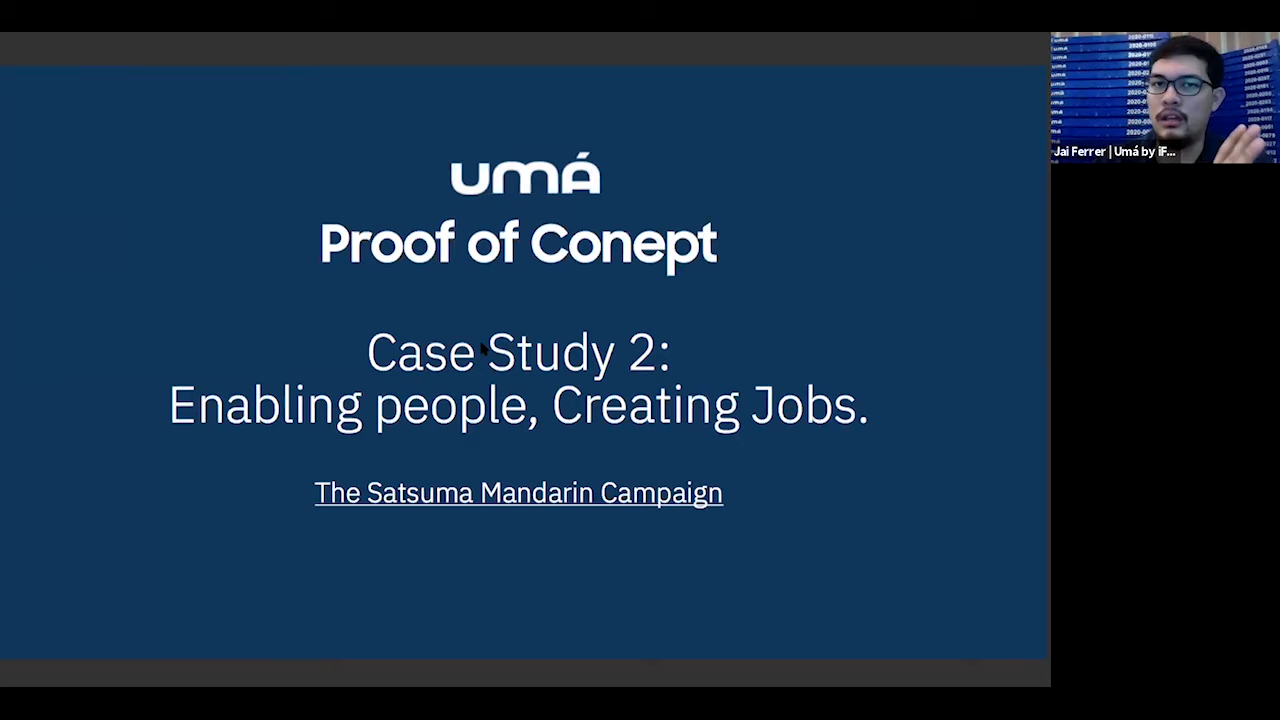 umá
Proof of Conept
Case Study 2:
Enabling people, Creating Jobs.
The Satsuma Mandarin Campaign
Jai Ferrer | Umá by iF...